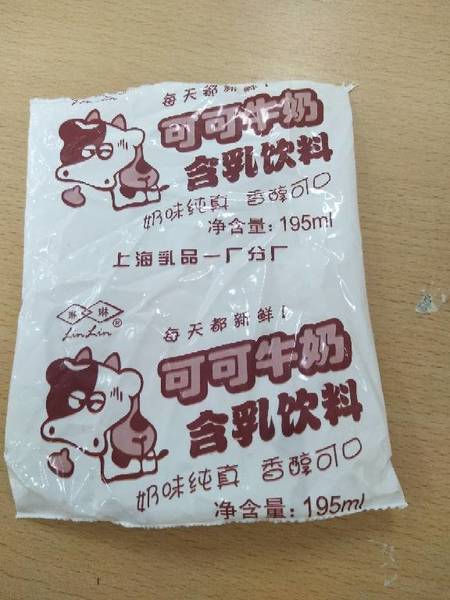 每天都新鲜!
LinLin
可可牛奶
含乳饮料
奶味纯真 香醇可口
净含量:195ml
上海乳品一厂分厂
琳 琳
LinLin®
每天都新鲜!
可可牛奶
含乳饮料
奶味纯真 香醇可口
净含量:195ml